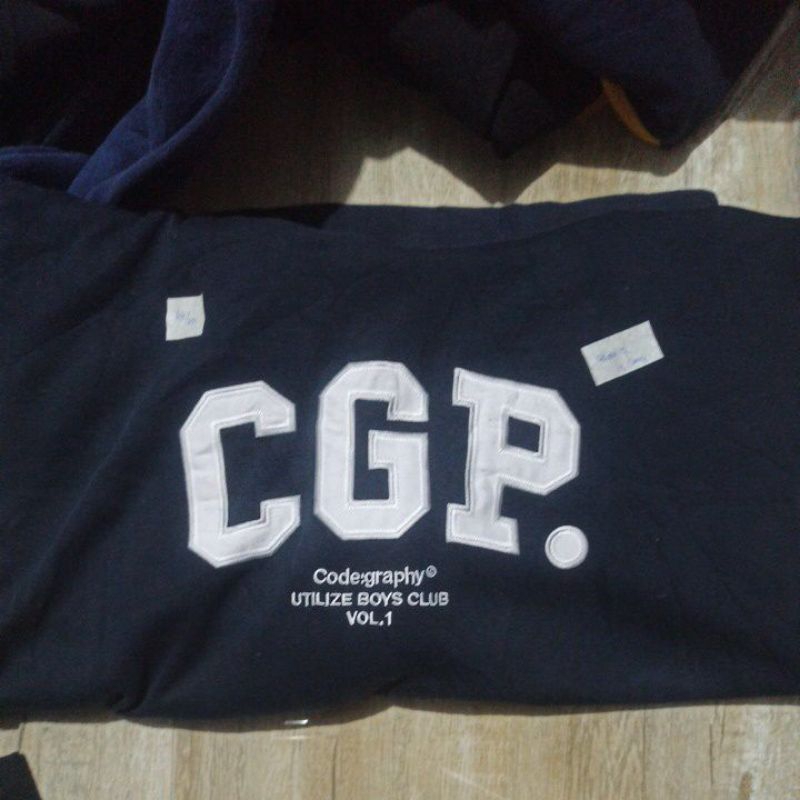 CGP.
Code:graphy®
UTILIZE BOYS CLUB
VOL.1